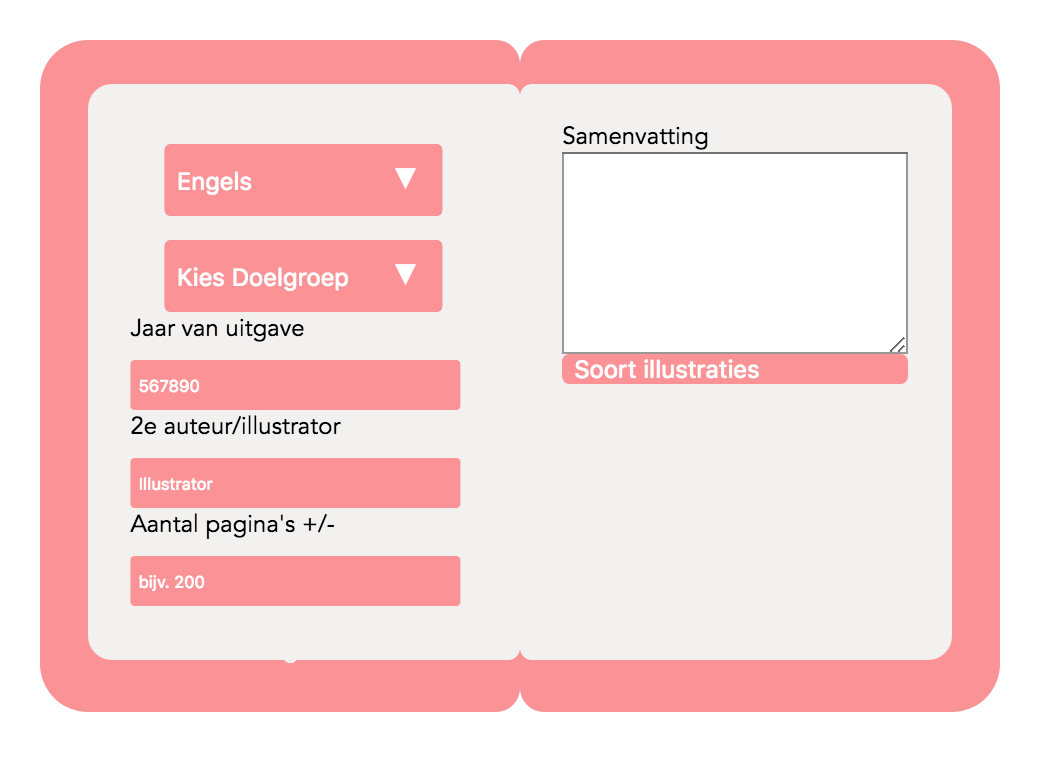 Engels ▼
Kies Doelgroep ▼
Jaar van uitgave
567890
2e auteur/illustrator
Illustrator
Aantal pagina's +/-
bijv. 200
Samenvatting
Soort illustraties